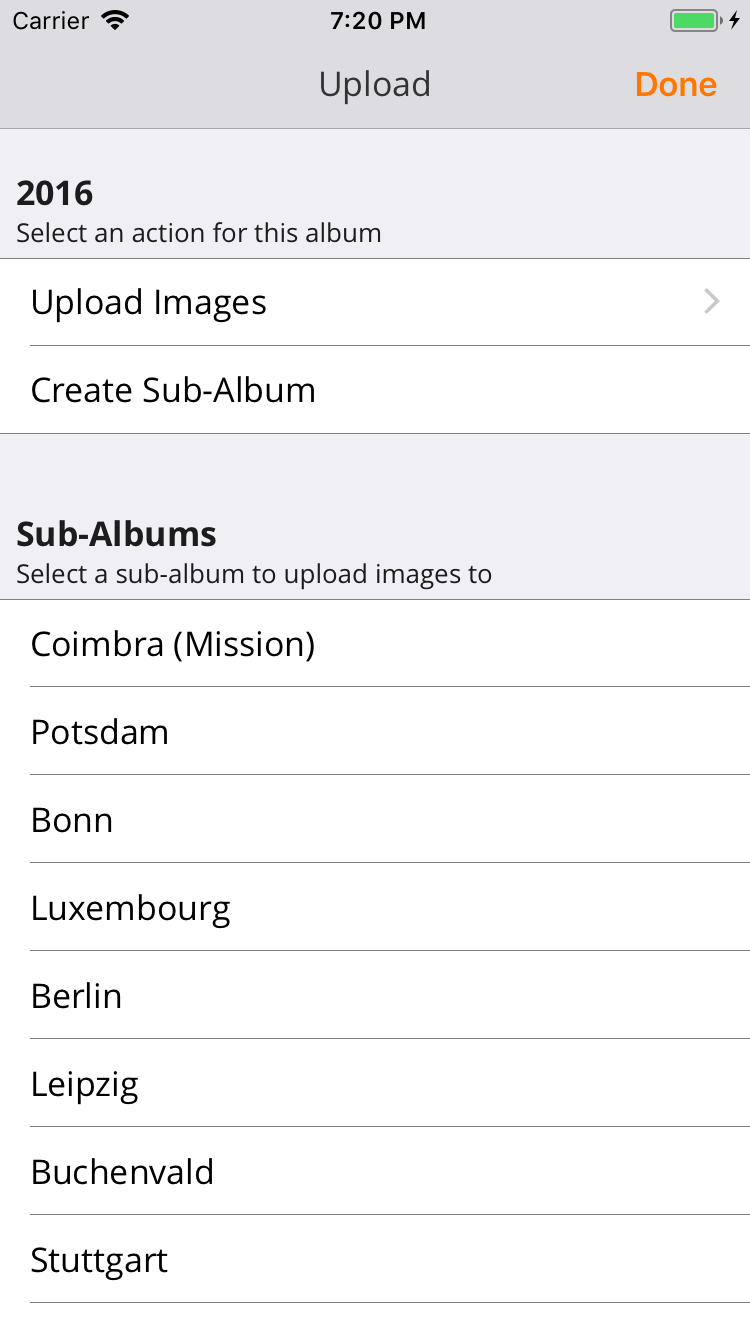 Carrier 7:20 PM
Upload Done
2016
Select an action for this album
Upload Images
Create Sub-Album
Sub-Albums
Select a sub-album to upload images to
Coimbra (Mission)
Potsdam
Bonn
Luxembourg
Berlin
Leipzig
Buchenvald
Stuttgart